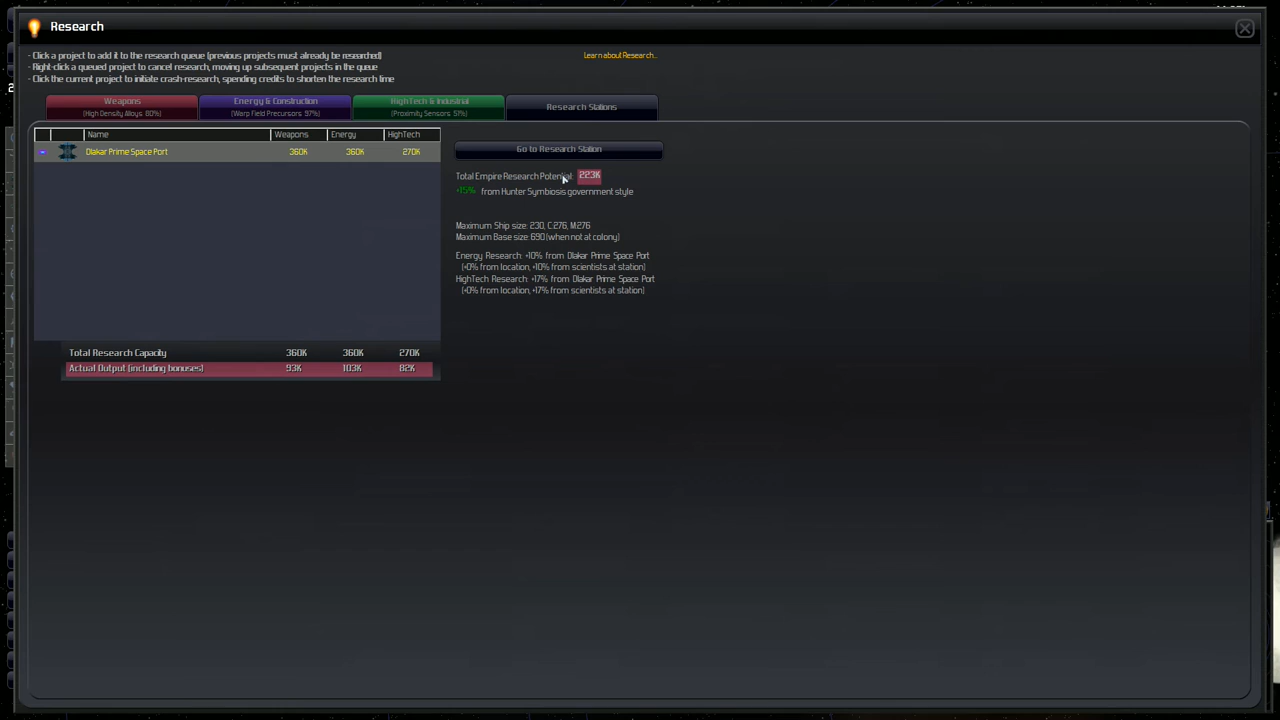 Research
- Click a project to add it to the research queue (previous projects must already be researched)
- Right-click a queued project to cancel research, moving up subsequent projects in the queue
- Click the current project to initiate crash-research, spending credits to shorten the research time
Learn about Research...
Weapons
(High Density Alloys: 80%)
Energy & Construction
(Warp Field Precursors: 97%)
HighTech & Industrial
(Proximity Sensors: 51%)
Research Stations
Name Weapons Energy HighTech
Dlakar Prime Space Port 360K 360K 270K
Total Research Capacity 360K 360K 270K
Actual Output (including bonuses) 93K 103K 82K
Go to Research Station
Total Empire Research Potential: 223K
+15% from Hunter Symbiosis government style
Maximum Ship size: 230, C:276, M:276
Maximum Base size: 690 (when not at colony)
Energy Research: +10% from Dlakar Prime Space Port
(+0% from location, +10% from scientists at station)
HighTech Research: +17% from Dlakar Prime Space Port
(+0% from location, +17% from scientists at station)